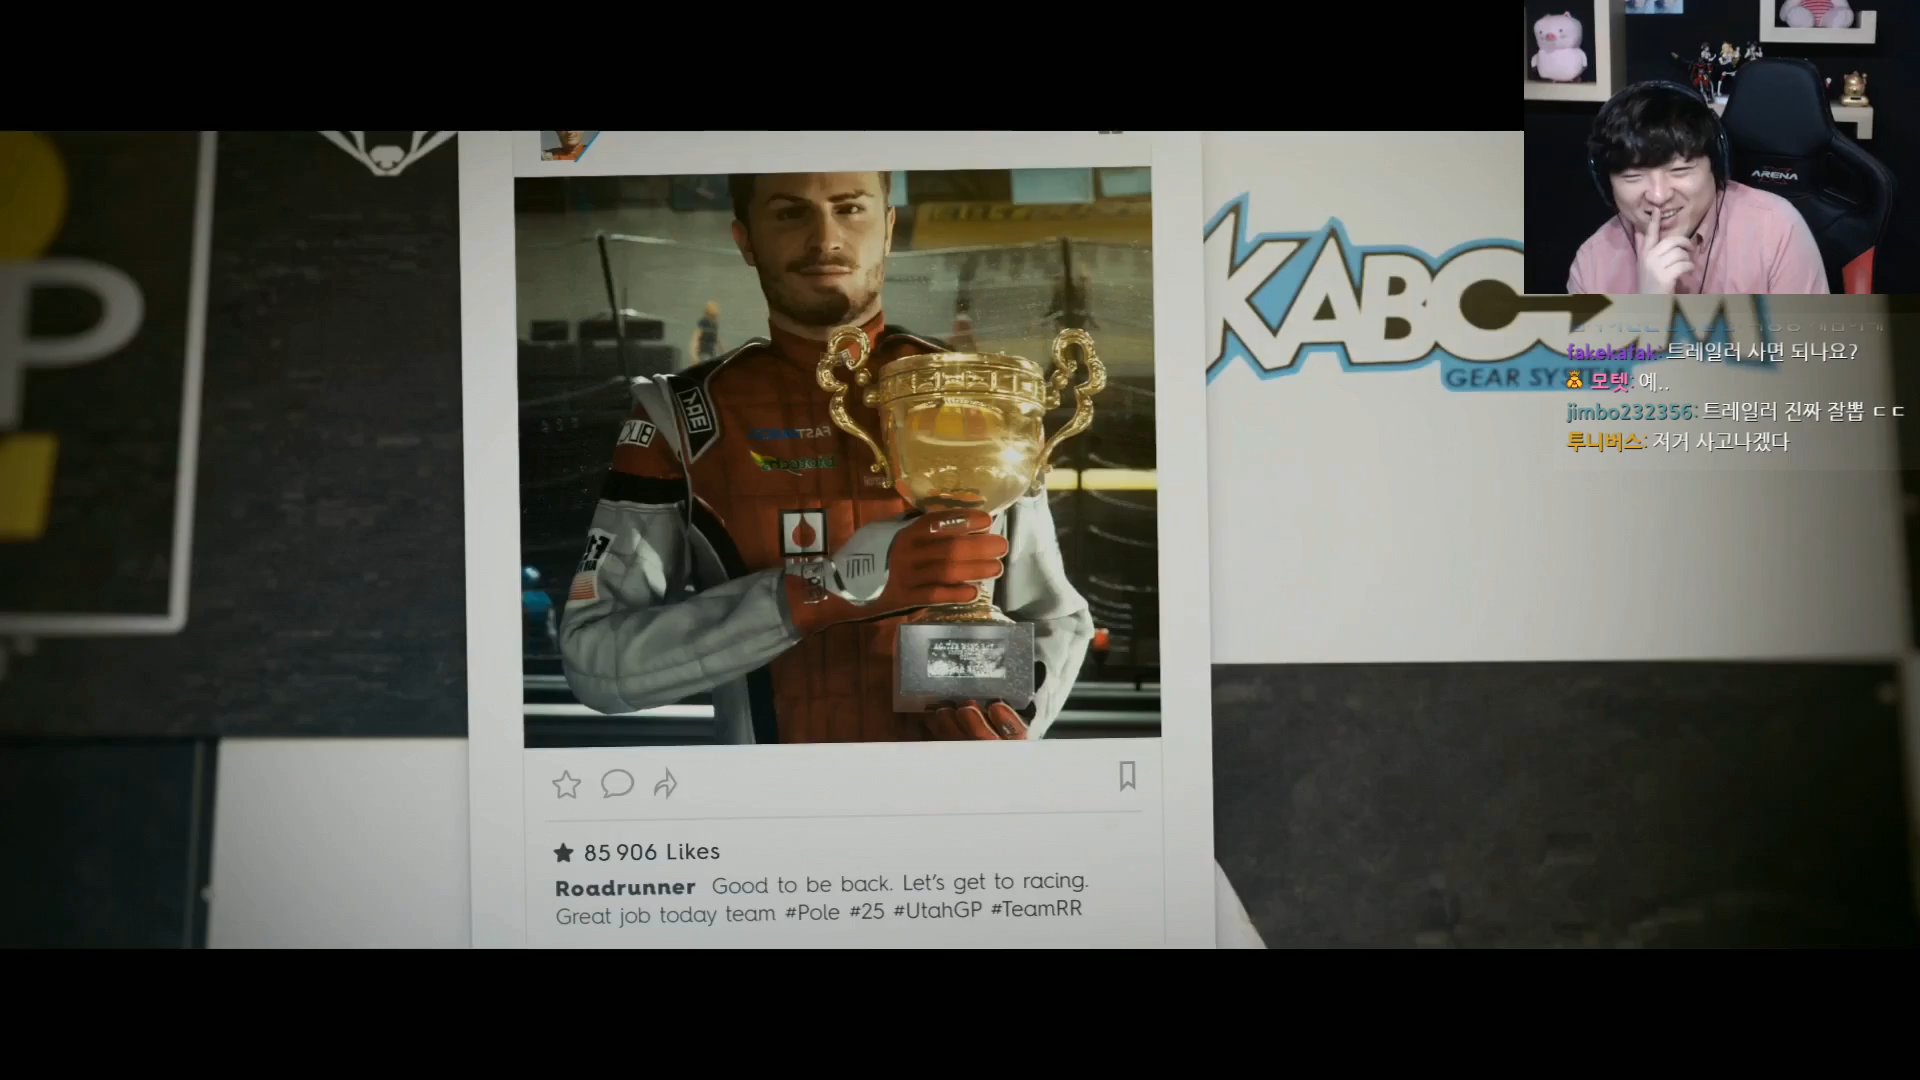 P
KABOOM
GEAR SYST
ARENA
fakekafak: 트레일러 사면 되나요?
모텟: 예..
jimbo232356: 트레일러 진짜 잘뽑 ㄷㄷ
투니버스: 저거 사고나겠다
85 906 Likes
Roadrunner Good to be back. Let's get to racing.
Great job today team #Pole #25 #UtahGP #TeamRR